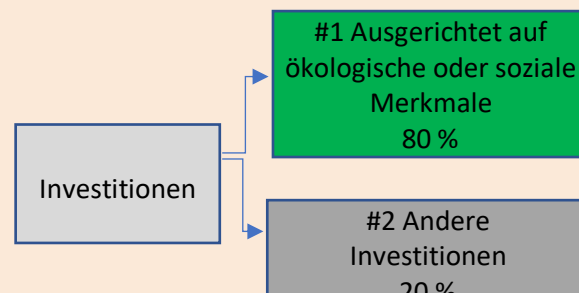 #1 Ausgerichtet auf
ökologische oder soziale
Merkmale
80 %
Investitionen
#2 Andere
Investitionen
20 %